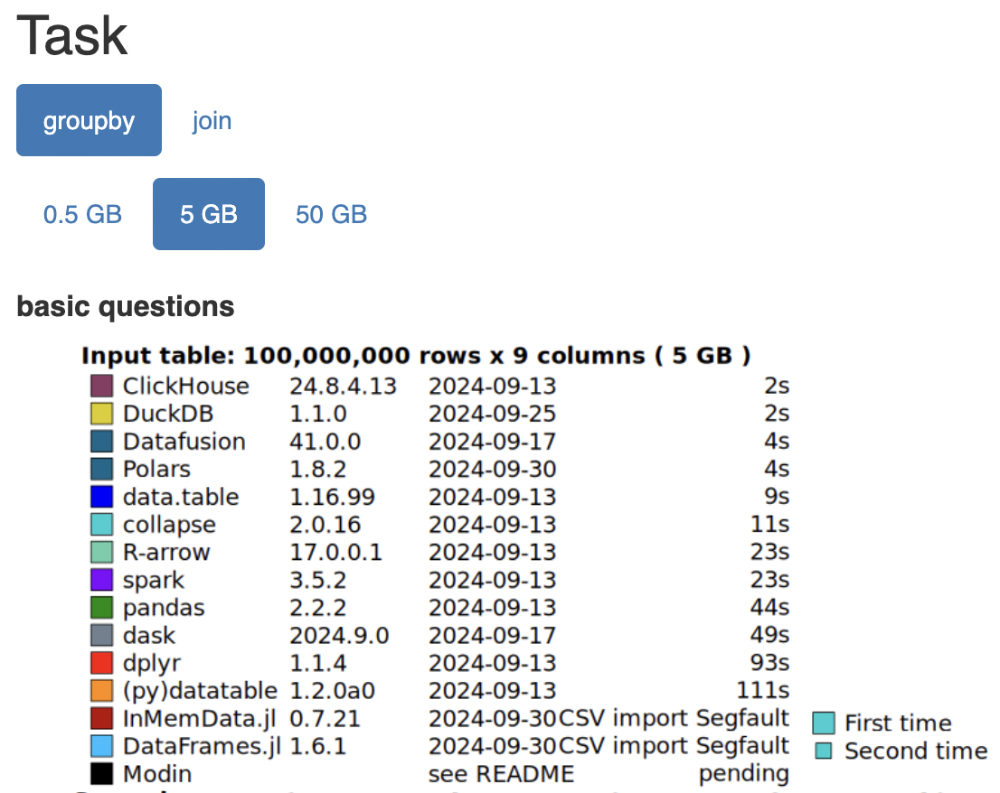 Task
groupby join
0.5 GB 5 GB 50 GB
basic questions
Input table: 100,000,000 rows x 9 columns ( 5 GB )
ClickHouse 24.8.4.13 2024-09-13 2s
DuckDB 1.1.0 2024-09-25 2s
Datafusion 41.0.0 2024-09-17 4s
Polars 1.8.2 2024-09-30 4s
data.table 1.16.99 2024-09-13 9s
collapse 2.0.16 2024-09-13 11s
R-arrow 17.0.0.1 2024-09-13 23s
spark 3.5.2 2024-09-13 23s
pandas 2.2.2 2024-09-13 44s
dask 2024.9.0 2024-09-17 49s
dplyr 1.1.4 2024-09-13 93s
(py)datatable 1.2.0a0 2024-09-13 111s
InMemData.jl 0.7.21 2024-09-30 CSV import Segfault First time
DataFrames.jl 1.6.1 2024-09-30 CSV import Segfault Second time
Modin see README pending